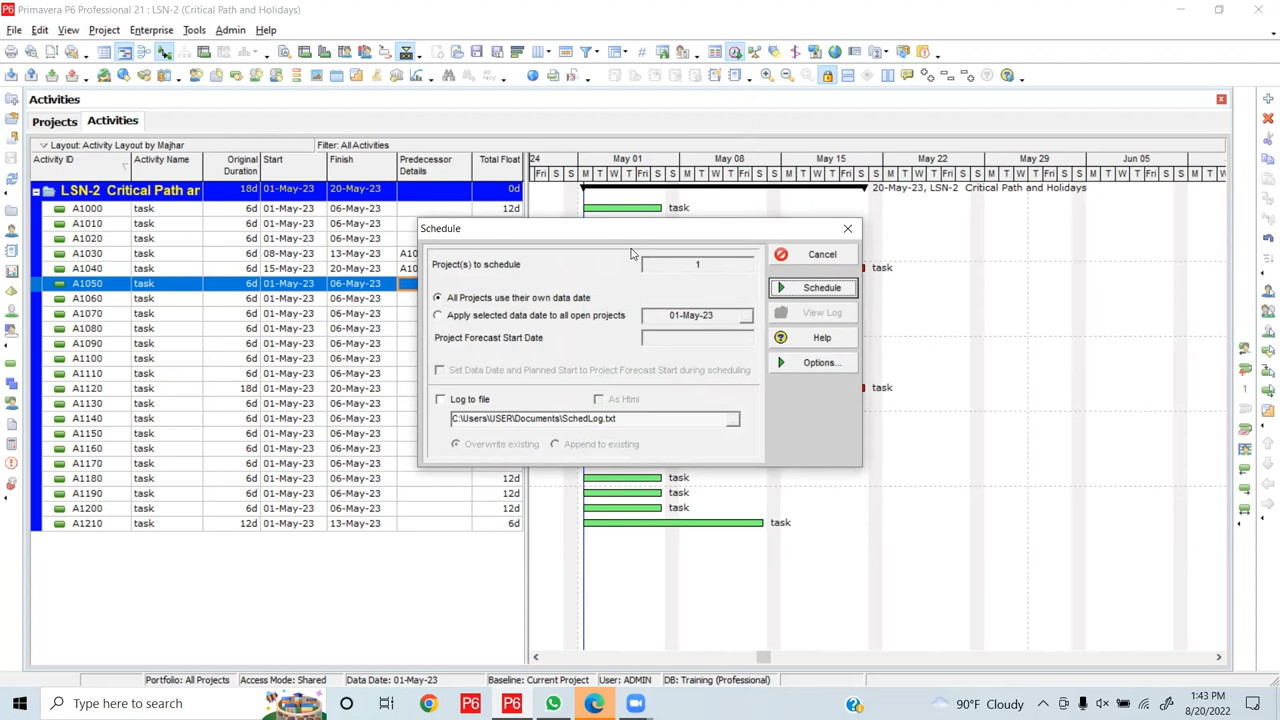 Primavera P6 Professional 21 : LSN-2 (Critical Path and Holidays)
File Edit View Project Enterprise Tools Admin Help
Activities
Projects Activities
Layout: Activity Layout by Majhar Filter: All Activities
Activity ID Activity Name Original Duration Start Finish Predecessor Details Total Float
24 May 01 May 08 May 15 May 22 May 29 Jun 05
Fri S S M T W T Fri S S M T W T Fri S S M T W T Fri S S M T W T Fri S S M T W T Fri S S M T W T Fri S S M T W
LSN-2 Critical Path ar 18d 01-May-23 20-May-23 0d 20-May-23, LSN-2 Critical Path and Holidays
A1000 task 6d 01-May-23 06-May-23 12d task
A1010 task 6d 01-May-23 06-May-23
A1020 task 6d 01-May-23 06-May-23
A1030 task 6d 08-May-23 13-May-23 A10
A1040 task 6d 15-May-23 20-May-23 A10 task
A1050 task 6d 01-May-23 06-May-23
A1060 task 6d 01-May-23 06-May-23
A1070 task 6d 01-May-23 06-May-23
A1080 task 6d 01-May-23 06-May-23
A1090 task 6d 01-May-23 06-May-23
A1100 task 6d 01-May-23 06-May-23
A1110 task 6d 01-May-23 06-May-23
A1120 task 18d 01-May-23 20-May-23 task
A1130 task 6d 01-May-23 06-May-23
A1140 task 6d 01-May-23 06-May-23
A1150 task 6d 01-May-23 06-May-23
A1160 task 6d 01-May-23 06-May-23
A1170 task 6d 01-May-23 06-May-23
A1180 task 6d 01-May-23 06-May-23 12d task
A1190 task 6d 01-May-23 06-May-23 12d task
A1200 task 6d 01-May-23 06-May-23 12d task
A1210 task 12d 01-May-23 13-May-23 6d task
Schedule
Project(s) to schedule 1
Cancel
All Projects use their own data date
Schedule
Apply selected data date to all open projects 01-May-23 ...
View Log
Project Forecast Start Date
Help
Set Data Date and Planned Start to Project Forecast Start during scheduling
Options...
Log to file As Html
C:\Users\USER\Documents\SchedLog.txt
Overwrite existing Append to existing
Portfolio: All Projects Access Mode: Shared Data Date: 01-May-23 Baseline: Current Project User: ADMIN DB: Training (Professional)
Type here to search
90°F Cloudy
1:43 PM
8/20/2022